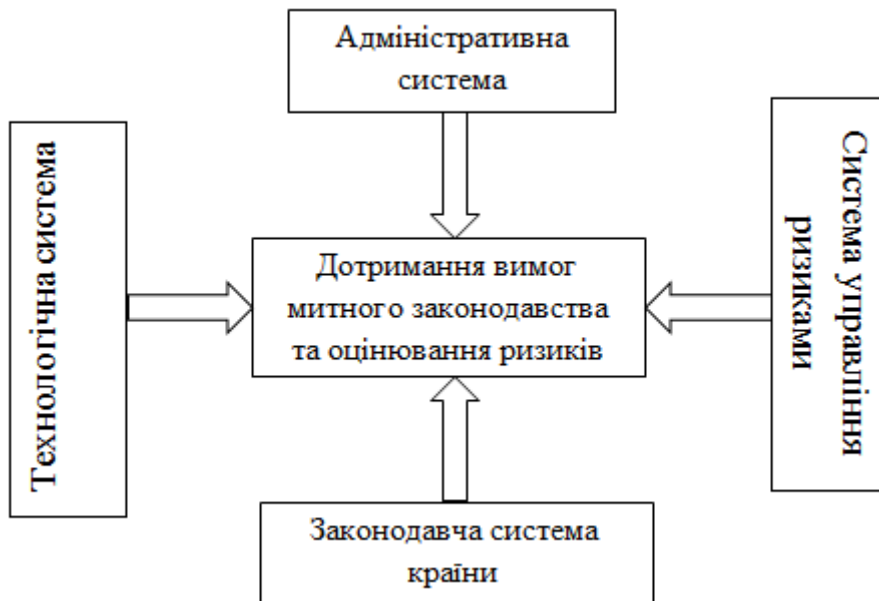 Адміністративна
система
Технологічна система
Дотримання вимог
митного законодавства
та оцінювання ризиків
Система управління
ризиками
Законодавча система
країни